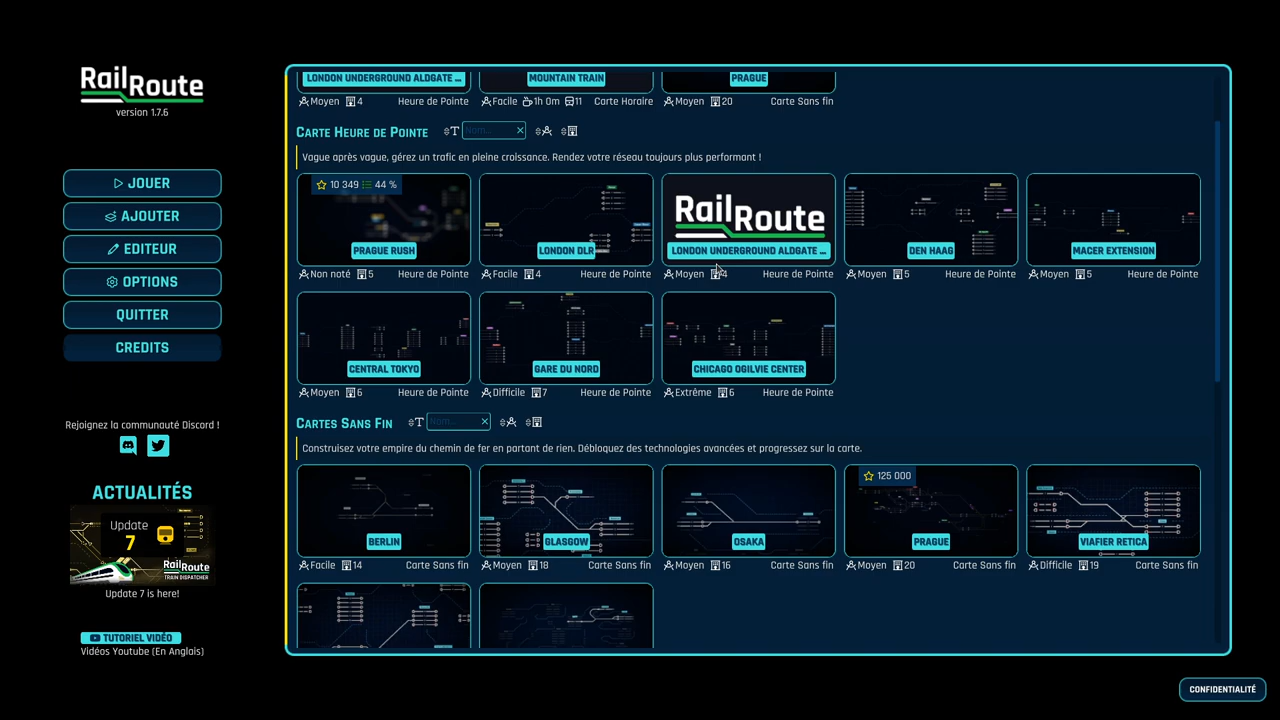 RailRoute
version 1.7.6
JOUER
AJOUTER
EDITEUR
OPTIONS
QUITTER
CREDITS
Rejoignez la communauté Discord !
ACTUALITÉS
Update
7
RailRoute
TRAIN DISPATCHER
Update 7 is here!
TUTORIEL VIDÉO
Vidéos Youtube (En Anglais)
LONDON UNDERGROUND ALDGATE ...
MOUNTAIN TRAIN
PRAGUE
Moyen 4 Heure de Pointe
Facile 1h 0m 11 Carte Horaire
Moyen 20 Carte Sans fin
CARTE HEURE DE POINTE
T Nom...
Vague après vague, gérez un trafic en pleine croissance. Rendez votre réseau toujours plus performant !
10 349 44 %
PRAGUE RUSH
LONDON DLR
RailRoute
LONDON UNDERGROUND ALDGATE ...
DEN HAAG
MACER EXTENSION
Non noté 5 Heure de Pointe
Facile 4 Heure de Pointe
Moyen 4 Heure de Pointe
Moyen 5 Heure de Pointe
Moyen 5 Heure de Pointe
CENTRAL TOKYO
GARE DU NORD
CHICAGO OGILVIE CENTER
Moyen 6 Heure de Pointe
Difficile 7 Heure de Pointe
Extrême 6 Heure de Pointe
CARTES SANS FIN
T Nom...
Construisez votre empire du chemin de fer en partant de rien. Débloquez des technologies avancées et progressez sur la carte.
125 000
BERLIN
GLASGOW
OSAKA
PRAGUE
VIAFIER RETICA
Facile 14 Carte Sans fin
Moyen 18 Carte Sans fin
Moyen 16 Carte Sans fin
Moyen 20 Carte Sans fin
Difficile 19 Carte Sans fin
CONFIDENTIALITÉ